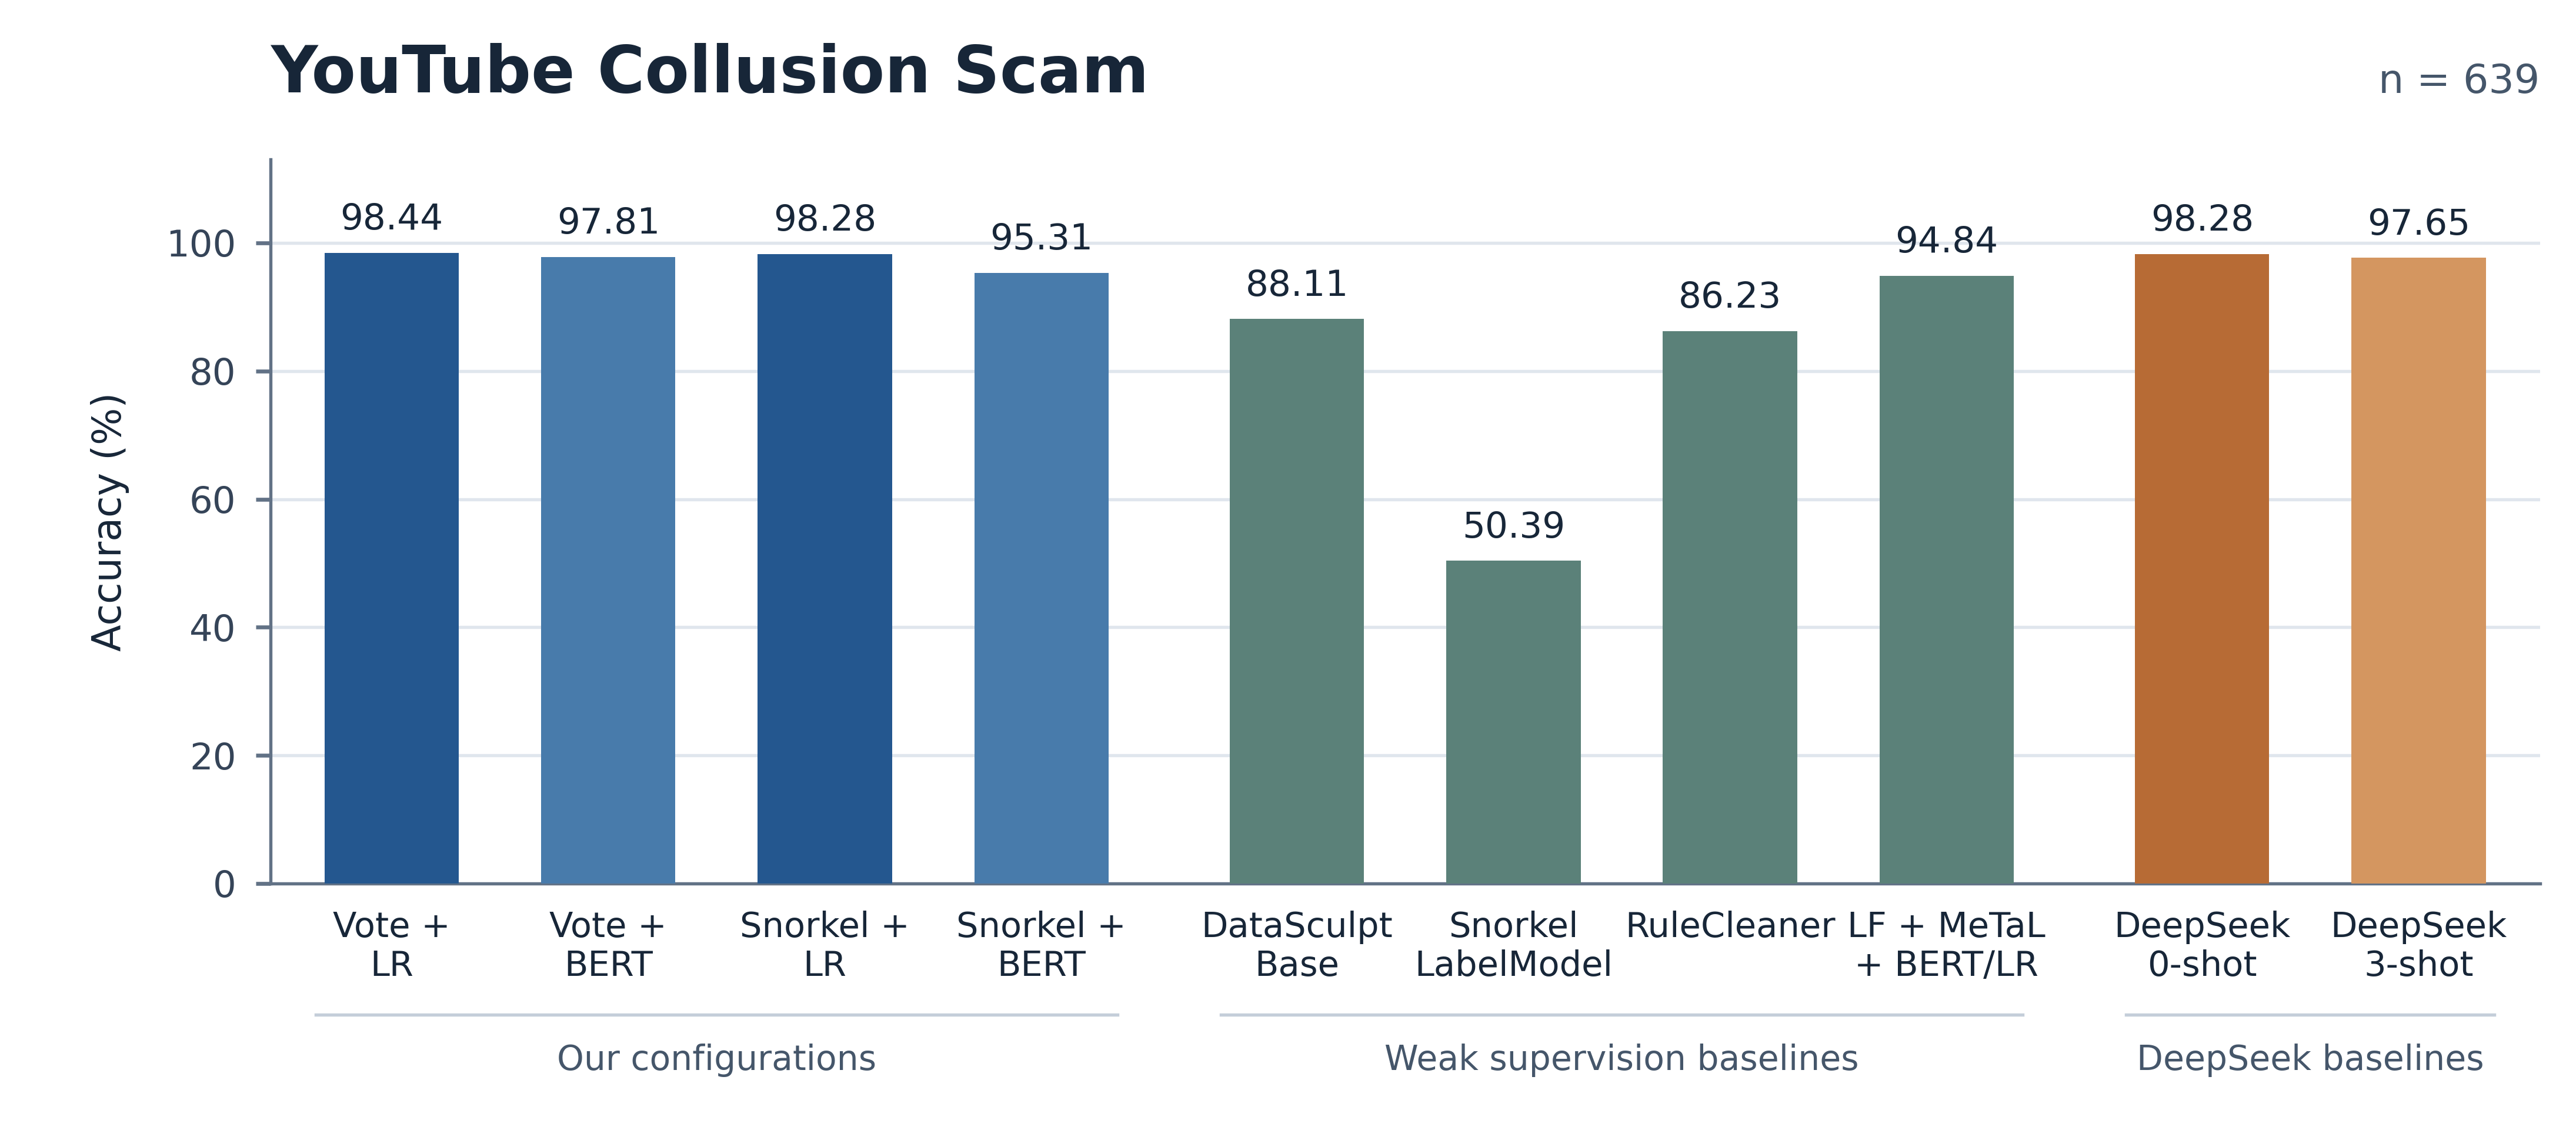 YouTube Collusion Scam
n = 639
Accuracy (%)
100
80
60
40
20
0
98.44
97.81
98.28
95.31
88.11
50.39
86.23
94.84
98.28
97.65
Vote +
LR
Vote +
BERT
Snorkel +
LR
Snorkel +
BERT
DataSculpt
Base
Snorkel
LabelModel
RuleCleaner
LF + MeTaL
+ BERT/LR
DeepSeek
0-shot
DeepSeek
3-shot
Our configurations
Weak supervision baselines
DeepSeek baselines